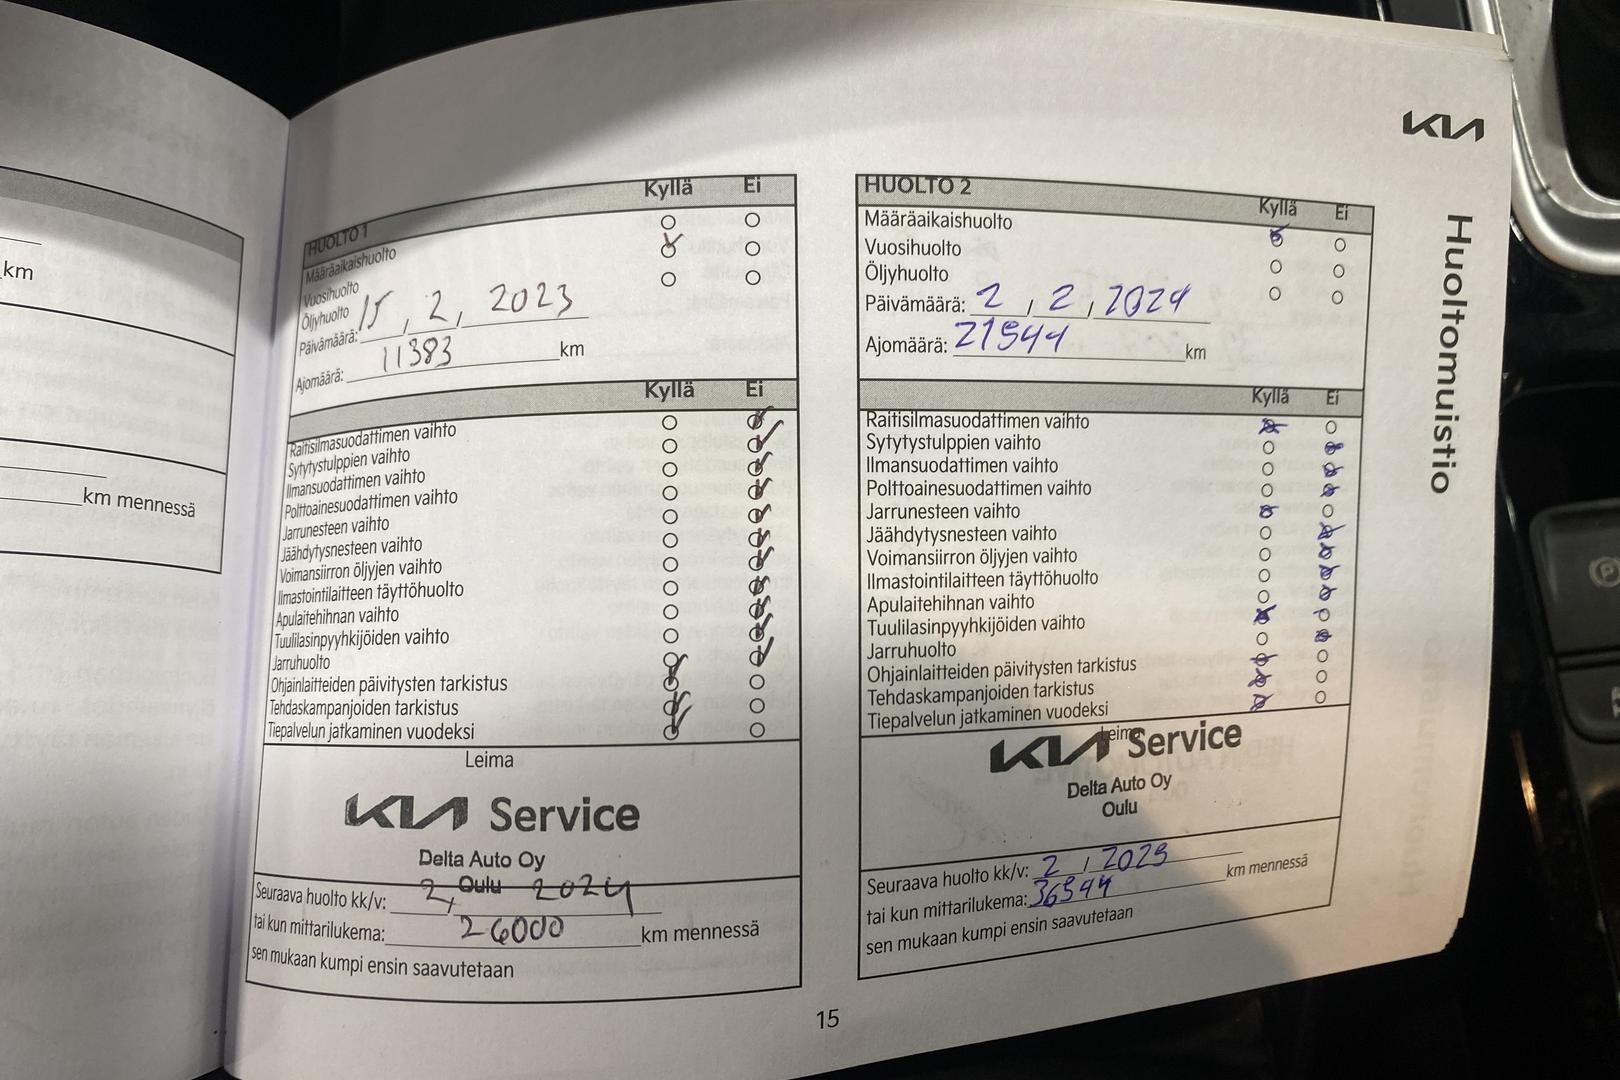 km
km mennessä
KIA
Huoltomuistio
HUOLTO 1 Kyllä Ei
Määräaikaishuolto
Vuosihuolto
Öljyhuolto
Päivämäärä: 15, 2, 2023
Ajomäärä: 11383 km
Kyllä Ei
Raitisilmasuodattimen vaihto
Sytytystulppien vaihto
Ilmansuodattimen vaihto
Polttoainesuodattimen vaihto
Jarrunesteen vaihto
Jäähdytysnesteen vaihto
Voimansiirron öljyjen vaihto
Ilmastointilaitteen täyttöhuolto
Apulaitehihnan vaihto
Tuulilasinpyyhkijöiden vaihto
Jarruhuolto
Ohjainlaitteiden päivitysten tarkistus
Tehdaskampanjoiden tarkistus
Tiepalvelun jatkaminen vuodeksi
Leima
KIA Service
Delta Auto Oy
Oulu
Seuraava huolto kk/v: 2, 2024
tai kun mittarilukema: 26000 km mennessä
sen mukaan kumpi ensin saavutetaan
HUOLTO 2 Kyllä Ei
Määräaikaishuolto
Vuosihuolto
Öljyhuolto
Päivämäärä: 2, 2, 2024
Ajomäärä: 21544 km
Kyllä Ei
Raitisilmasuodattimen vaihto
Sytytystulppien vaihto
Ilmansuodattimen vaihto
Polttoainesuodattimen vaihto
Jarrunesteen vaihto
Jäähdytysnesteen vaihto
Voimansiirron öljyjen vaihto
Ilmastointilaitteen täyttöhuolto
Apulaitehihnan vaihto
Tuulilasinpyyhkijöiden vaihto
Jarruhuolto
Ohjainlaitteiden päivitysten tarkistus
Tehdaskampanjoiden tarkistus
Tiepalvelun jatkaminen vuodeksi
Leima
KIA Service
Delta Auto Oy
Oulu
Seuraava huolto kk/v: 2, 2025
tai kun mittarilukema: 36544 km mennessä
sen mukaan kumpi ensin saavutetaan
15